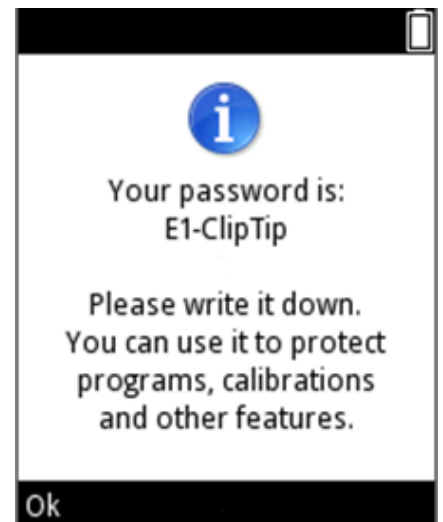 i
Your password is:
E1-ClipTip
Please write it down.
You can use it to protect
programs, calibrations
and other features.
Ok